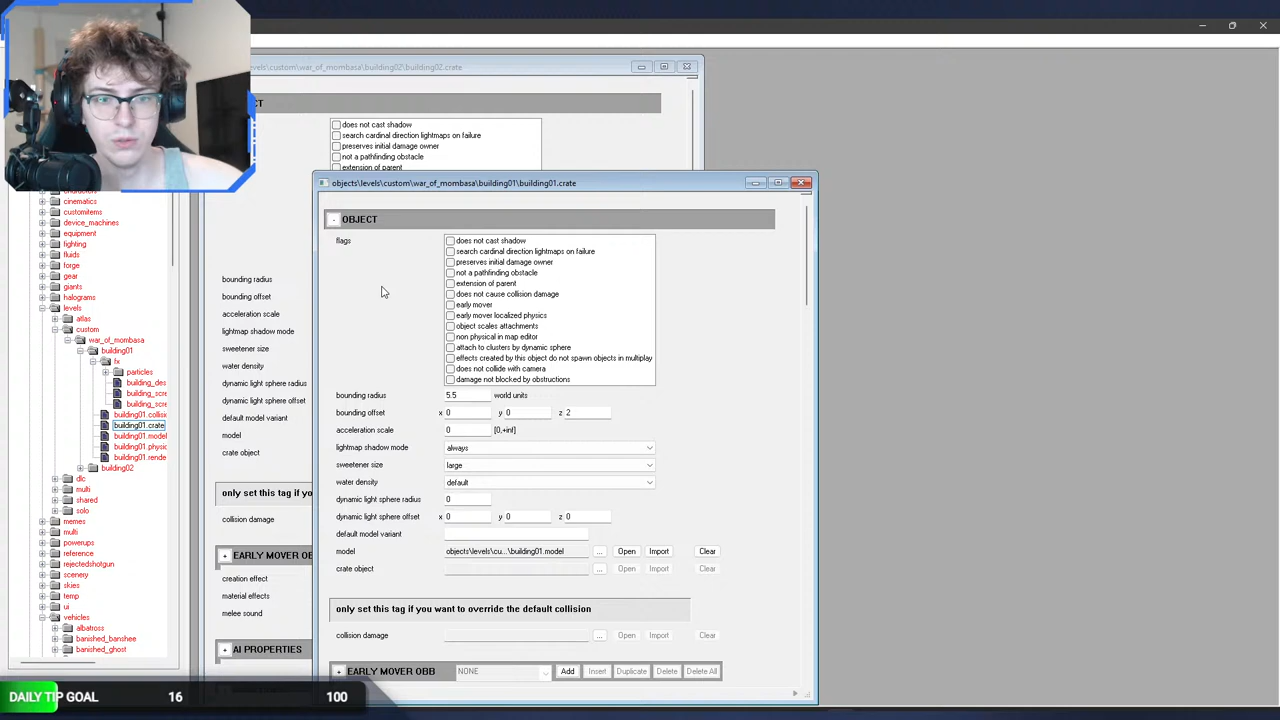 evels\custom\war_of_mombasa\building02\building02.crate
CT
does not cast shadow
search cardinal direction lightmaps on failure
preserves initial damage owner
not a pathfinding obstacle
extension of parent
bounding radius
bounding offset
acceleration scale
lightmap shadow mode
sweetener size
water density
dynamic light sphere radius
dynamic light sphere offset
default model variant
model
crate object
only set this tag if yo
collision damage
+ EARLY MOVER OB
creation effect
material effects
melee sound
+ AI PROPERTIES
characters
cinematics
customitems
device_machines
equipment
fighting
fluids
forge
gear
giants
halograms
levels
atlas
custom
war_of_mombasa
building01
fx
particles
building_des
building_scre
building_scre
building01.collisi
building01.crate
building01.model
building01.physic
building01.rende
building02
dlc
multi
shared
solo
memes
multi
powerups
reference
rejectedshotgun
scenery
skies
temp
ui
vehicles
albatross
banished_banshee
banished_ghost
objects\levels\custom\war_of_mombasa\building01\building01.crate
- OBJECT
flags
does not cast shadow
search cardinal direction lightmaps on failure
preserves initial damage owner
not a pathfinding obstacle
extension of parent
does not cause collision damage
early mover
early mover localized physics
object scales attachments
non physical in map editor
attach to clusters by dynamic sphere
effects created by this object do not spawn objects in multiplay
does not collide with camera
damage not blocked by obstructions
bounding radius 5.5 world units
bounding offset x 0 y 0 z 2
acceleration scale 0 [0,+inf]
lightmap shadow mode always
sweetener size large
water density default
dynamic light sphere radius 0
dynamic light sphere offset x 0 y 0 z 0
default model variant
model objects\levels\cu...\building01.model ... Open Import Clear
crate object ... Open Import Clear
only set this tag if you want to override the default collision
collision damage ... Open Import Clear
+ EARLY MOVER OBB NONE Add Insert Duplicate Delete Delete All
DAILY TIP GOAL 16 100